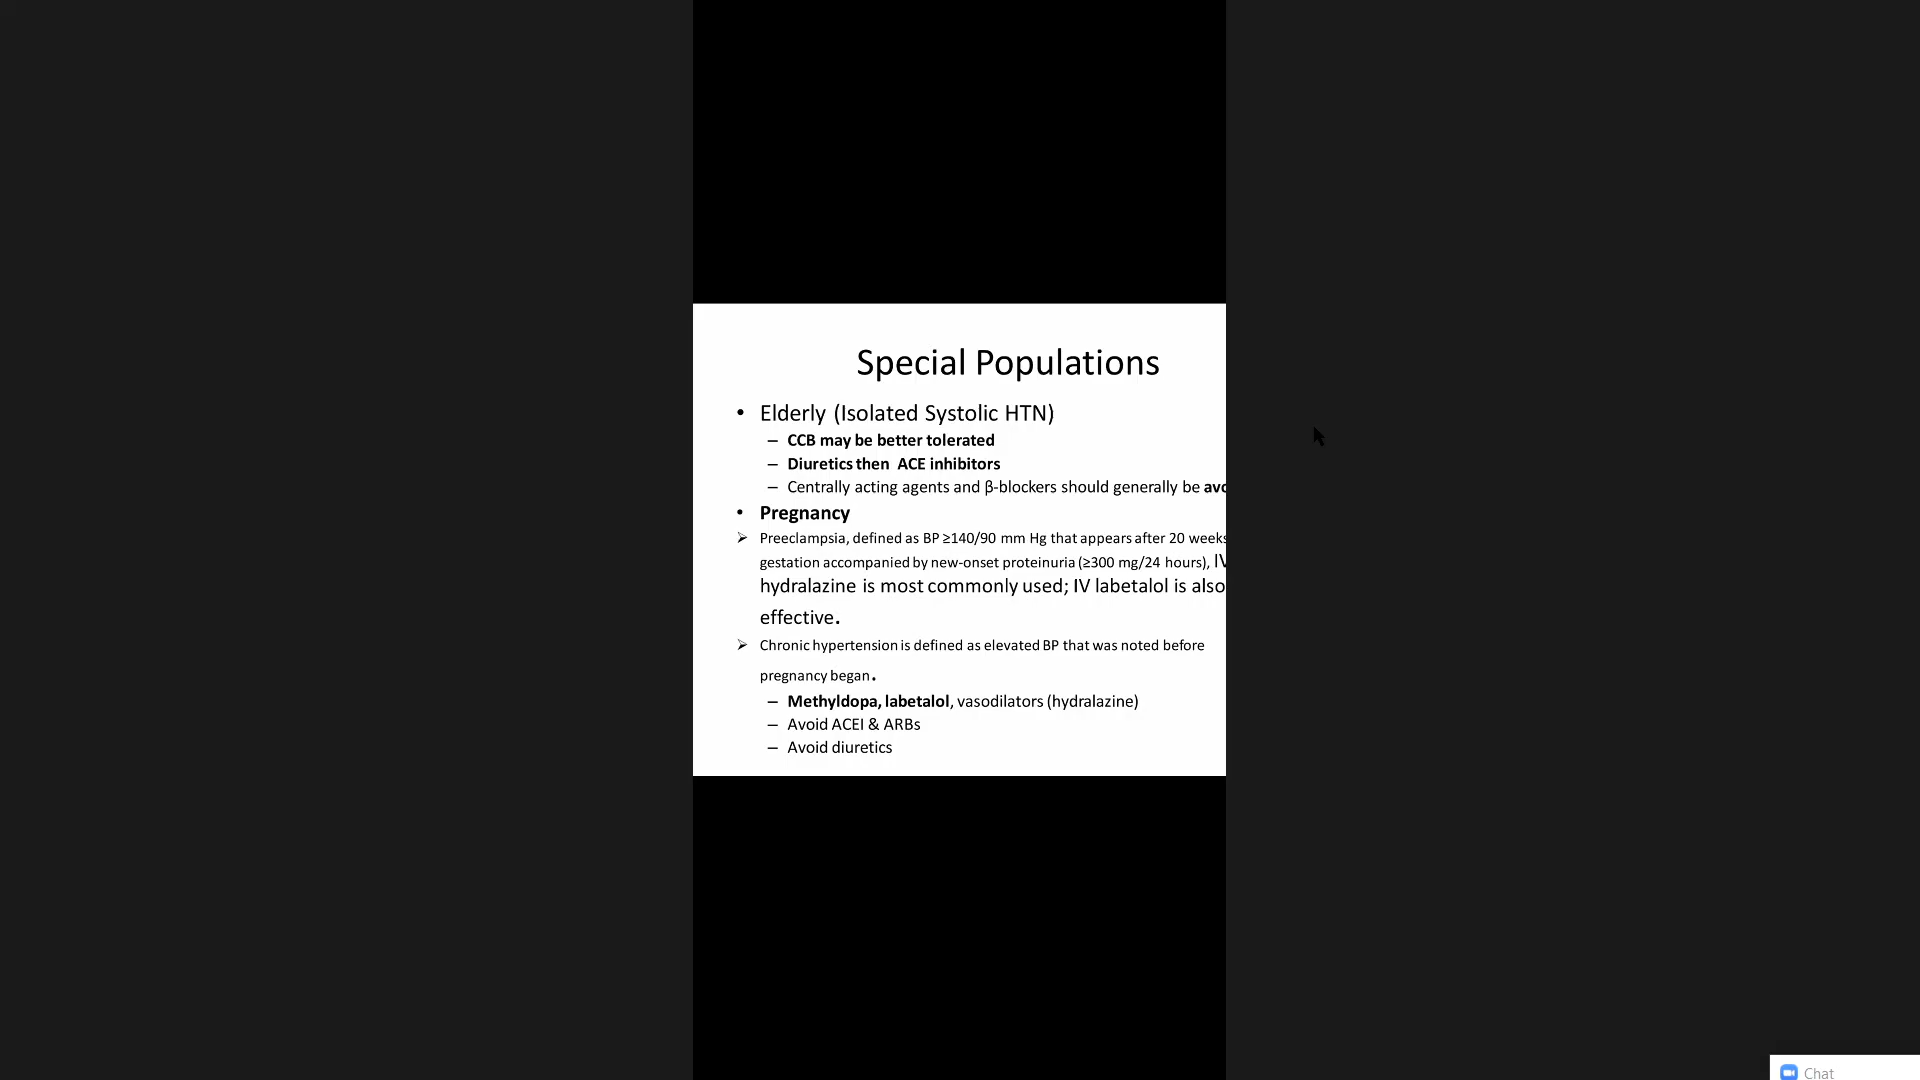 Special Populations
• Elderly (Isolated Systolic HTN)
– CCB may be better tolerated
– Diuretics then ACE inhibitors
– Centrally acting agents and β-blockers should generally be
• Pregnancy
➢ Preeclampsia, defined as BP ≥140/90 mm Hg that appears after 20 weeks
gestation accompanied by new-onset proteinuria (≥300 mg/24 hours), IV
hydralazine is most commonly used; IV labetalol is also
effective.
➢ Chronic hypertension is defined as elevated BP that was noted before
pregnancy began.
– Methyldopa, labetalol, vasodilators (hydralazine)
– Avoid ACEI & ARBs
– Avoid diuretics
Chat